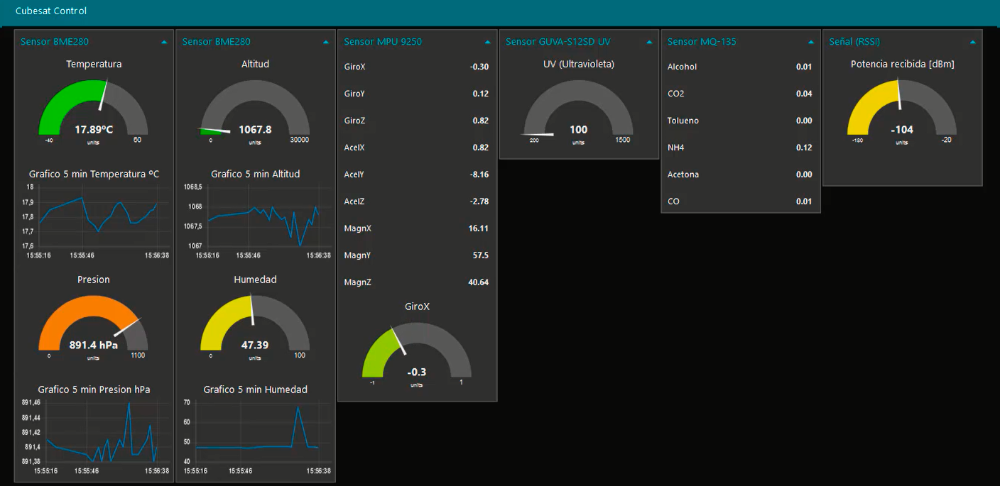 Cubesat Control
Sensor BME280
Temperatura
17.89ºC
-40
units
60
Grafico 5 min Temperatura ºC
18
17,9
17,8
17,7
17,6
15:55:16
15:55:46
15:56:38
Presion
891.4 hPa
0
units
1100
Grafico 5 min Presion hPa
891,46
891,44
891,42
891,4
891,38
15:55:16
15:55:46
15:56:38
Sensor BME280
Altitud
1067.8
0
units
30000
Grafico 5 min Altitud
1068,5
1068
1067,5
1067
15:55:16
15:55:46
15:56:38
Humedad
47.39
0
units
100
Grafico 5 min Humedad
70
60
50
40
15:55:16
15:55:46
15:56:38
Sensor MPU 9250
GiroX -0.30
GiroY 0.12
GiroZ 0.82
AcelX 0.82
AcelY -8.16
AcelZ -2.78
MagnX 16.11
MagnY 57.5
MagnZ 40.64
GiroX
-0.3
-1
units
1
Sensor GUVA-S12SD UV
UV (Ultravioleta)
100
200
units
1500
Sensor MQ-135
Alcohol 0.01
CO2 0.04
Tolueno 0.00
NH4 0.12
Acetona 0.00
CO 0.01
Señal (RSSI)
Potencia recibida [dBm]
-104
-180
units
-20